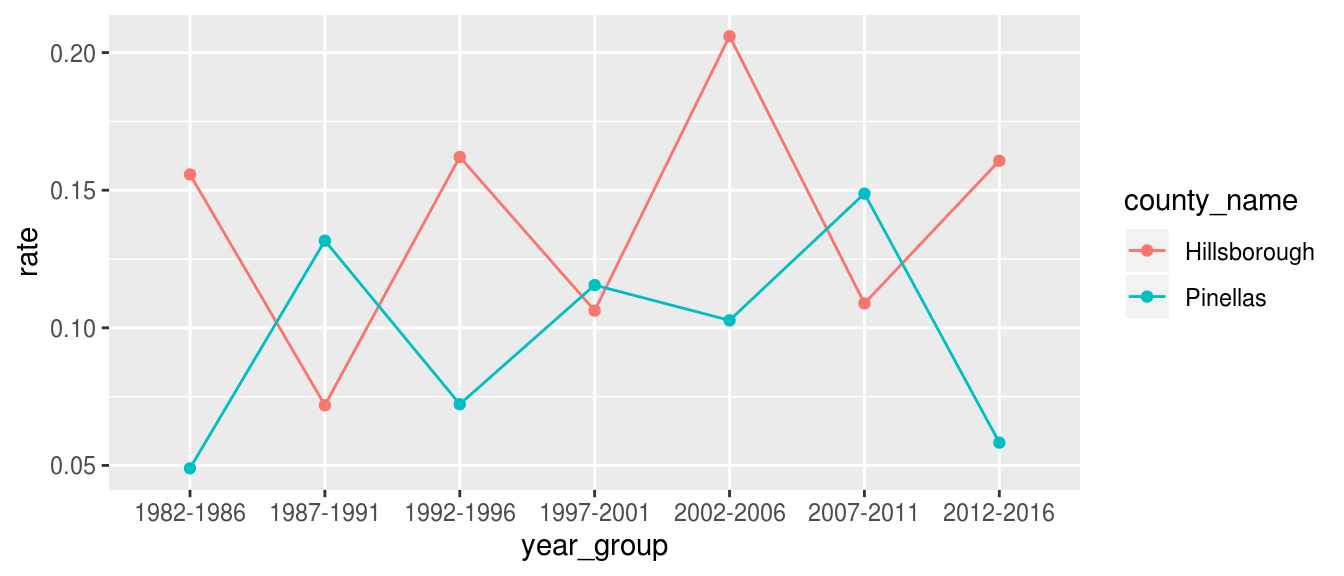 0.20
0.15
0.10
0.05
rate
1982-1986 1987-1991 1992-1996 1997-2001 2002-2006 2007-2011 2012-2016
year_group
county_name
Hillsborough
Pinellas